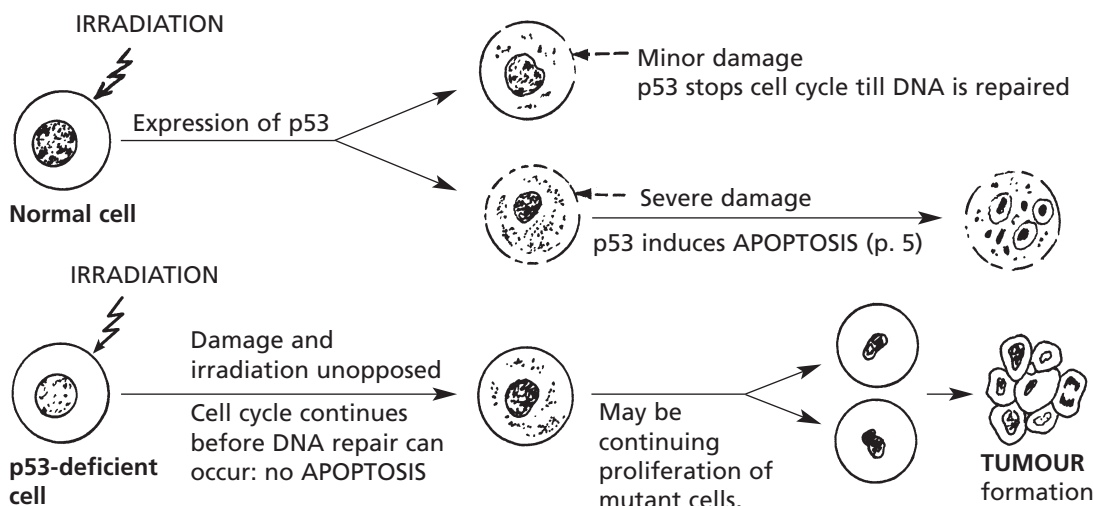 IRRADIATION
Expression of p53
Normal cell
Minor damage
p53 stops cell cycle till DNA is repaired
Severe damage
p53 induces APOPTOSIS (p. 5)
IRRADIATION
p53-deficient
cell
Damage and
irradiation unopposed
Cell cycle continues
before DNA repair can
occur: no APOPTOSIS
May be
continuing
proliferation of
mutant cells.
TUMOUR
formation